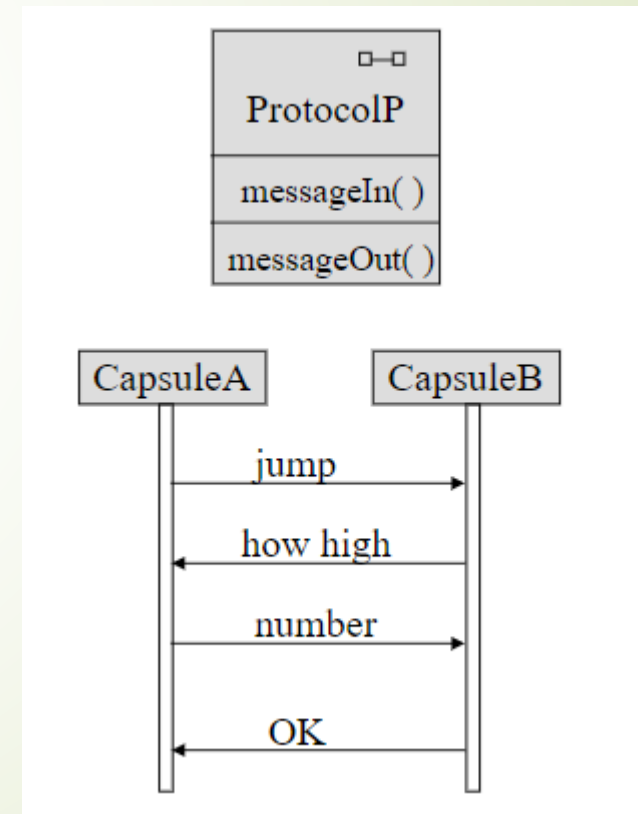 ProtocolP
messageIn( )
messageOut( )
CapsuleA CapsuleB
jump
how high
number
OK